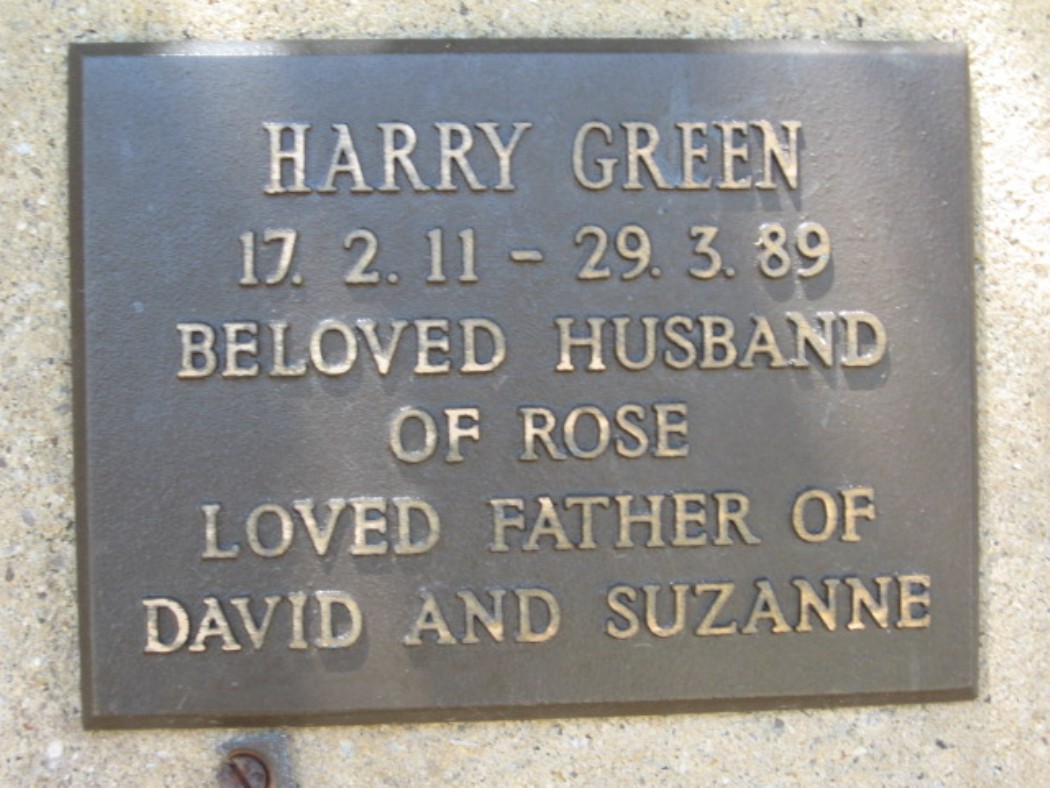 HARRY GREEN
17. 2. 11 - 29. 3. 89
BELOVED HUSBAND
OF ROSE
LOVED FATHER OF
DAVID AND SUZANNE